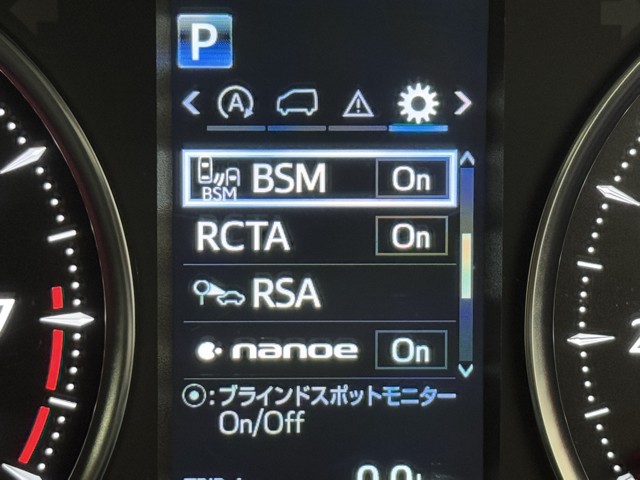 P
A
BSM BSM On
RCTA On
RSA
nanoe On
:ブラインドスポットモニター
On/Off